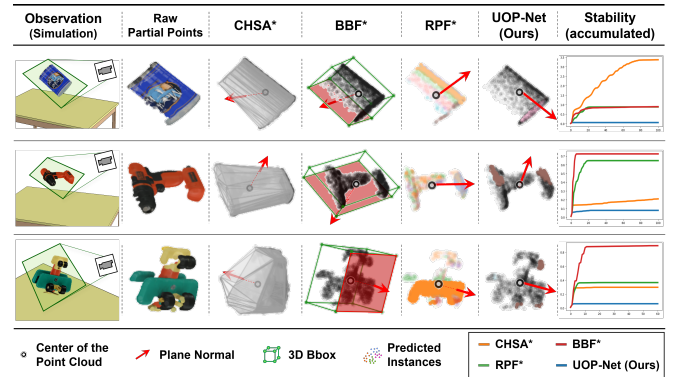 Observation
(Simulation)
Raw
Partial Points
CHSA*
BBF*
RPF*
UOP-Net
(Ours)
Stability
(accumulated)
Center of the
Point Cloud
Plane Normal
3D Bbox
Predicted
Instances
CHSA*
BBF*
RPF*
UOP-Net (Ours)